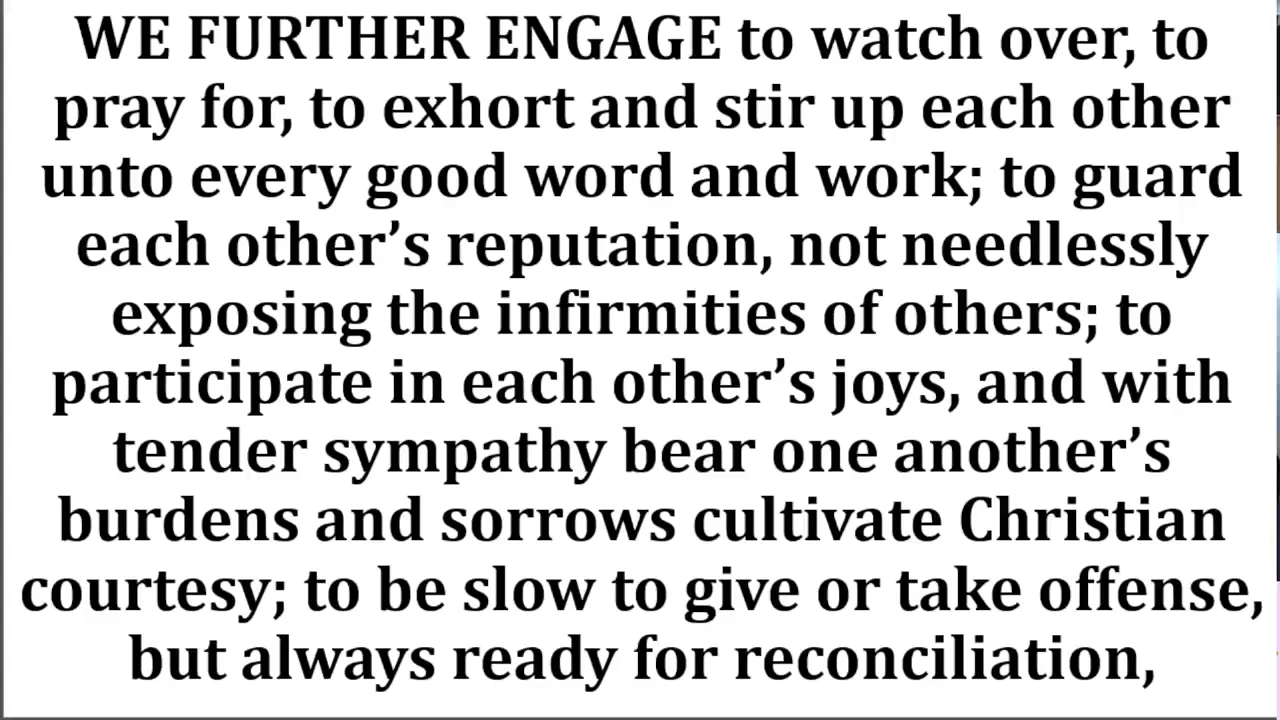 WE FURTHER ENGAGE to watch over, to
pray for, to exhort and stir up each other
unto every good word and work; to guard
each other’s reputation, not needlessly
exposing the infirmities of others; to
participate in each other’s joys, and with
tender sympathy bear one another’s
burdens and sorrows cultivate Christian
courtesy; to be slow to give or take offense,
but always ready for reconciliation,